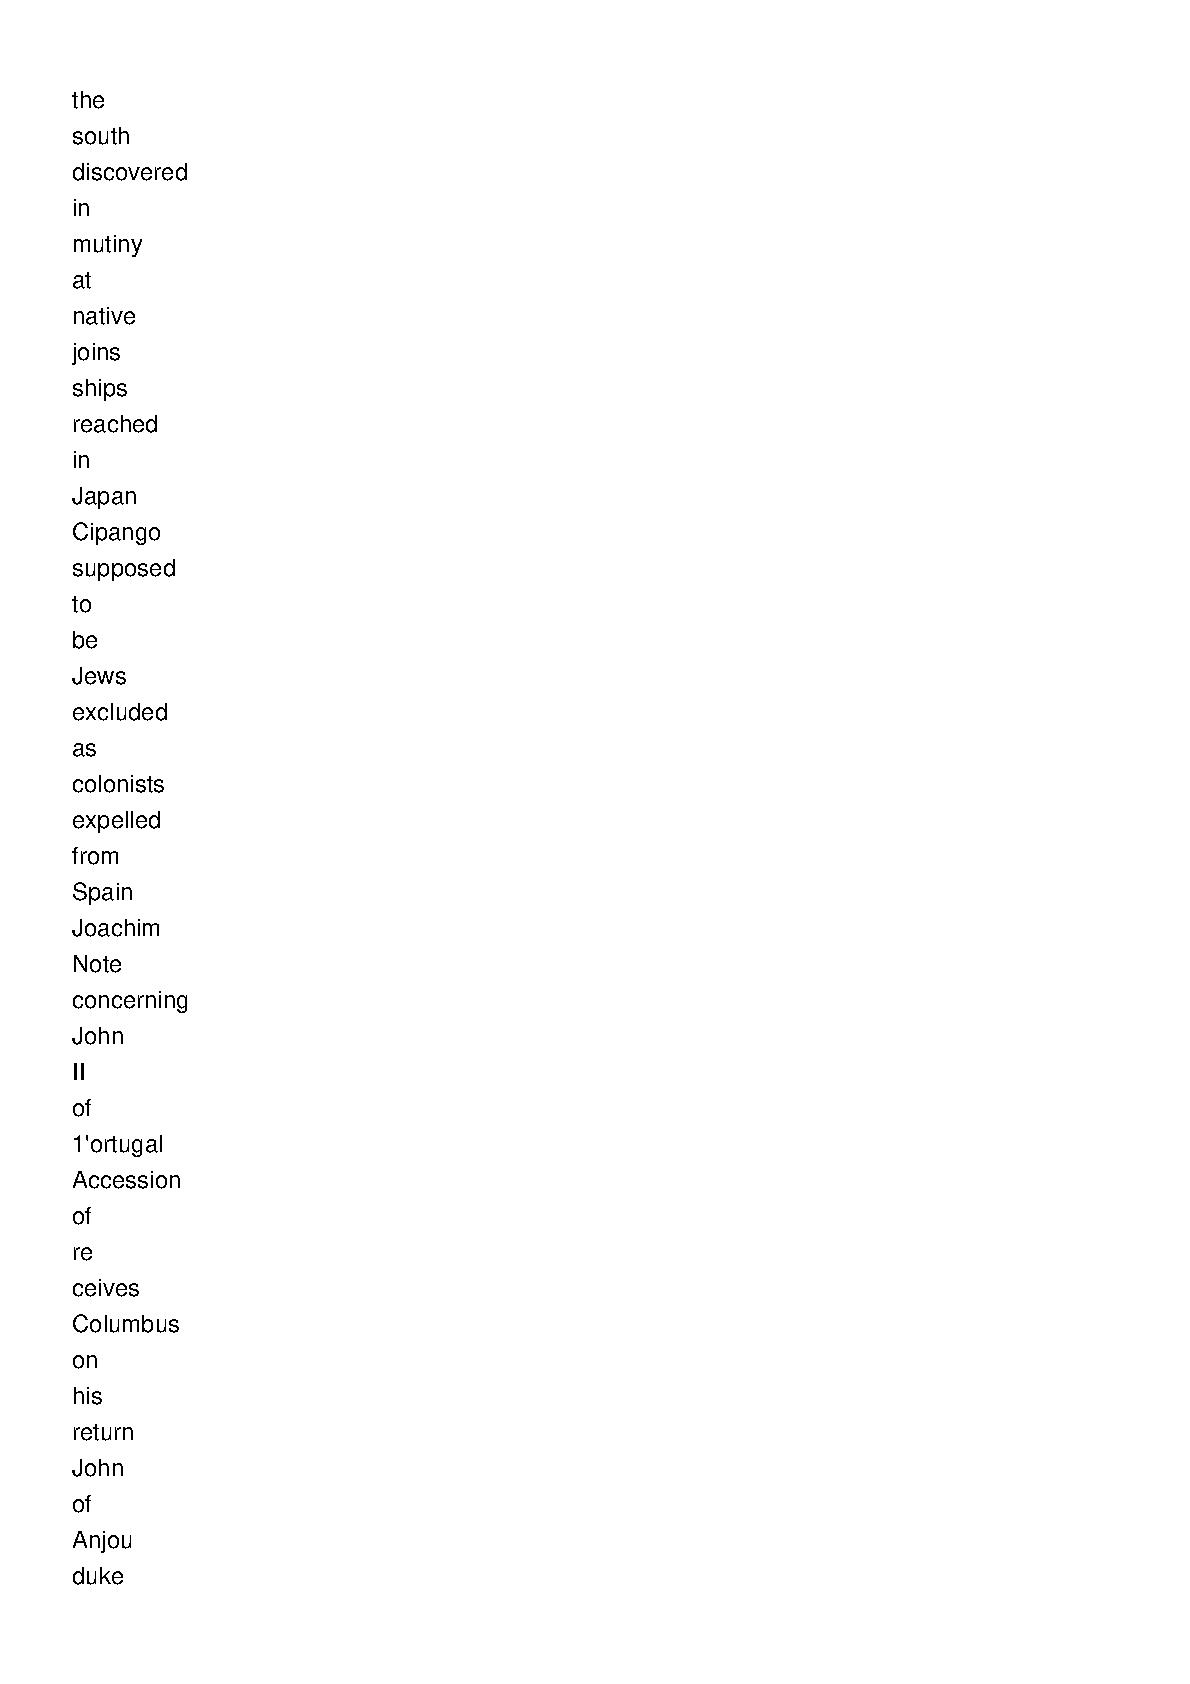 the
south
discovered
in
mutiny
at
native
joins
ships
reached
in
Japan
Cipango
supposed
to
be
Jews
excluded
as
colonists
expelled
from
Spain
Joachim
Note
concerning
John
II
of
1'ortugal
Accession
of
re
ceives
Columbus
on
his
return
John
of
Anjou
duke